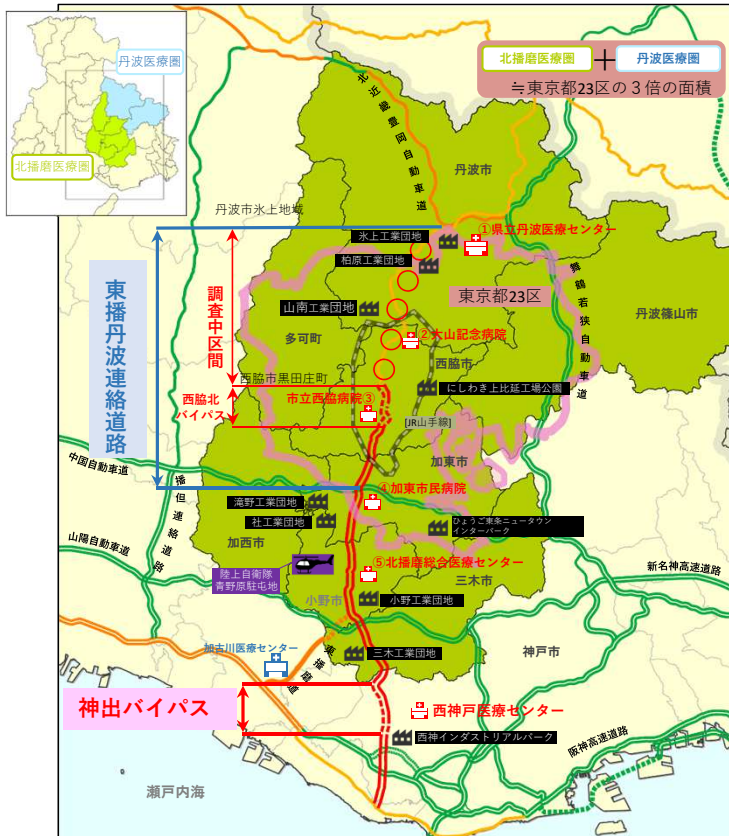 丹波医療圏
北播磨医療圏
北播磨医療圏
＋
丹波医療圏
≒東京都23区の３倍の面積
北近畿豊岡自動車道
丹波市
丹波市氷上地域
①県立丹波医療センター
氷上工業団地
柏原工業団地
東京都23区
舞鶴若狭自動車道
丹波篠山市
東播丹波連絡道路
調査中区間
山南工業団地
多可町
②大山記念病院
西脇市
西脇市黒田庄町
にしわき上比延工場公園
西脇北
バイパス
市立西脇病院③
[JR山手線]
加東市
中国自動車道
播但連絡道路
④加東市民病院
滝野工業団地
社工業団地
ひょうご東条ニュータウン
インターパーク
加西市
山陽自動車道
⑤北播磨総合医療センター
三木市
新名神高速道路
陸上自衛隊
青野原駐屯地
小野市
小野工業団地
加古川医療センター
東播磨道
三木工業団地
神戸市
神出バイパス
西神戸医療センター
西神インダストリアルパーク
阪神高速道路
瀬戸内海